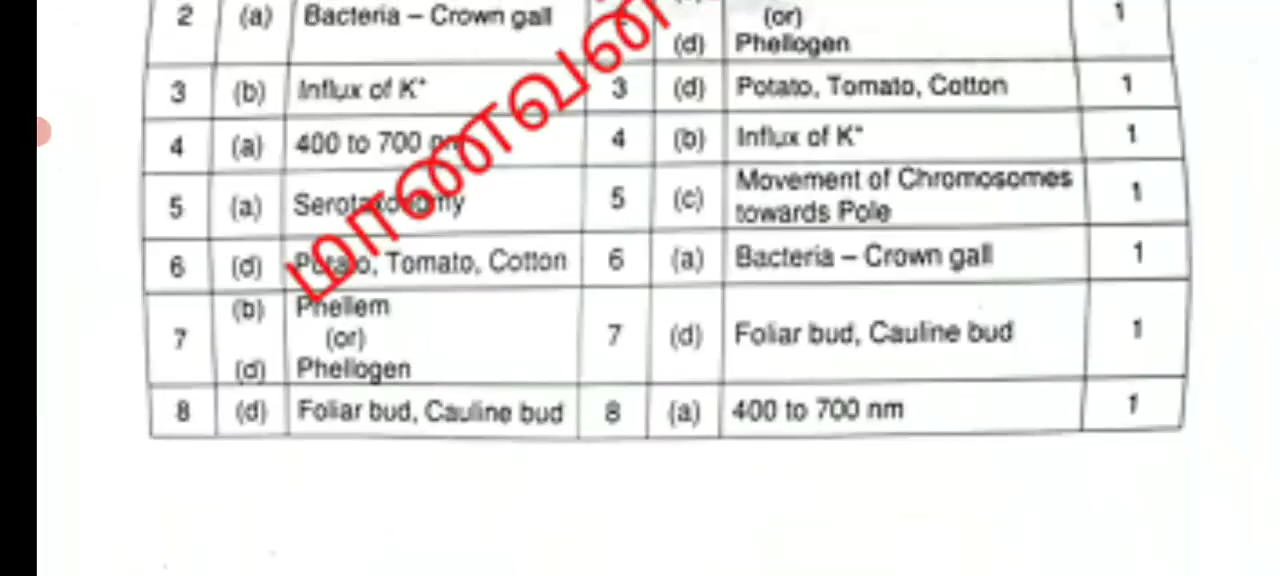 2 (a) Bacteria – Crown gall (or) 1
(d) Phellogen
3 (b) Influx of K⁺ 3 (d) Potato, Tomato, Cotton 1
4 (a) 400 to 700 nm 4 (b) Influx of K⁺ 1
5 (a) Serotaxonomy 5 (c) Movement of Chromosomes 1
towards Pole
6 (d) Potato, Tomato, Cotton 6 (a) Bacteria – Crown gall 1
(b) Phellem
7 (or) 7 (d) Foliar bud, Cauline bud 1
(d) Phellogen
8 (d) Foliar bud, Cauline bud 8 (a) 400 to 700 nm 1